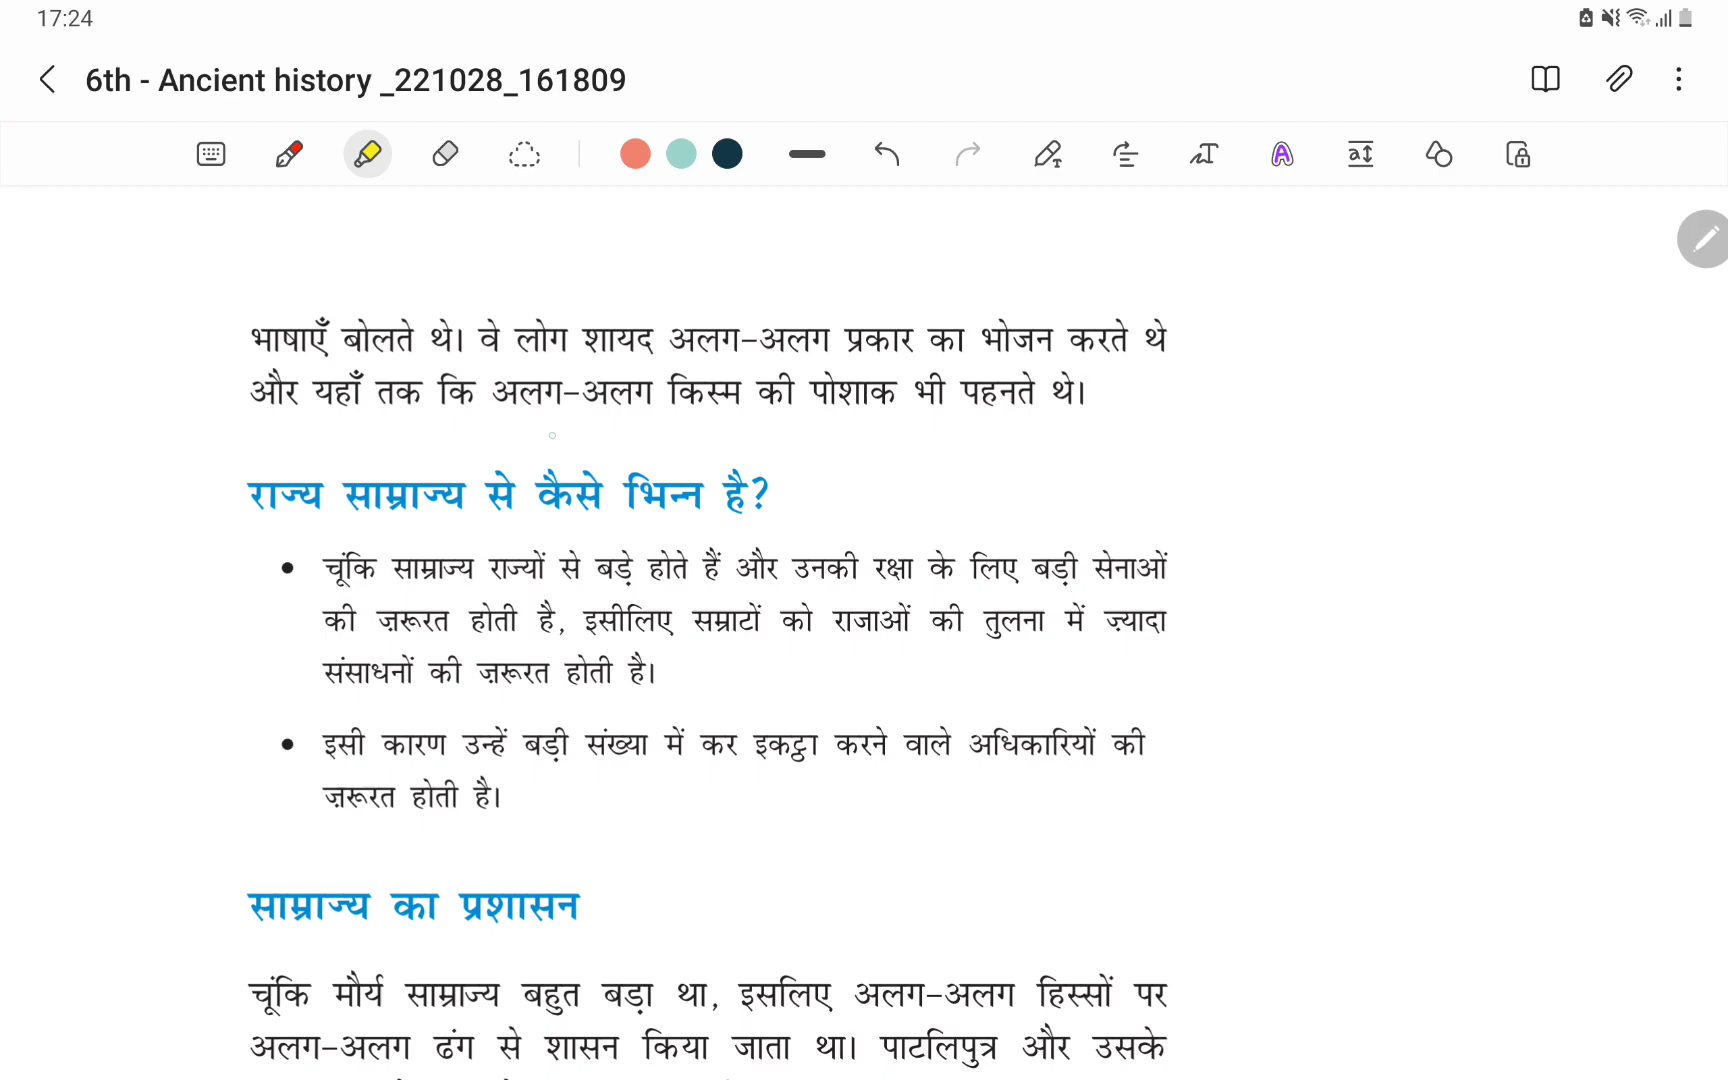 17:24
6th - Ancient history _221028_161809
भाषाएँ बोलते थे। वे लोग शायद अलग-अलग प्रकार का भोजन करते थे
और यहाँ तक कि अलग-अलग किस्म की पोशाक भी पहनते थे।
राज्य साम्राज्य से कैसे भिन्न है?
• चूंकि साम्राज्य राज्यों से बड़े होते हैं और उनकी रक्षा के लिए बड़ी सेनाओं
की ज़रूरत होती है, इसीलिए सम्राटों को राजाओं की तुलना में ज़्यादा
संसाधनों की ज़रूरत होती है।
• इसी कारण उन्हें बड़ी संख्या में कर इकट्ठा करने वाले अधिकारियों की
ज़रूरत होती है।
साम्राज्य का प्रशासन
चूंकि मौर्य साम्राज्य बहुत बड़ा था, इसलिए अलग-अलग हिस्सों पर
अलग-अलग ढंग से शासन किया जाता था। पाटलिपुत्र और उसके